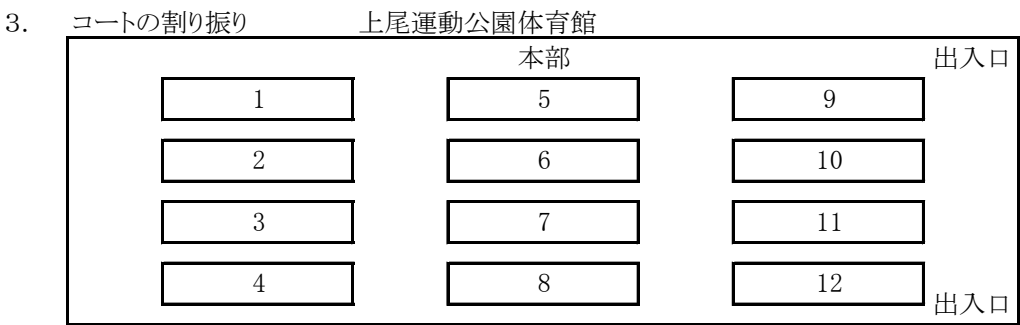 3. コートの割り振り 上尾運動公園体育館
本部 出入口
1 5 9
2 6 10
3 7 11
4 8 12
出入口